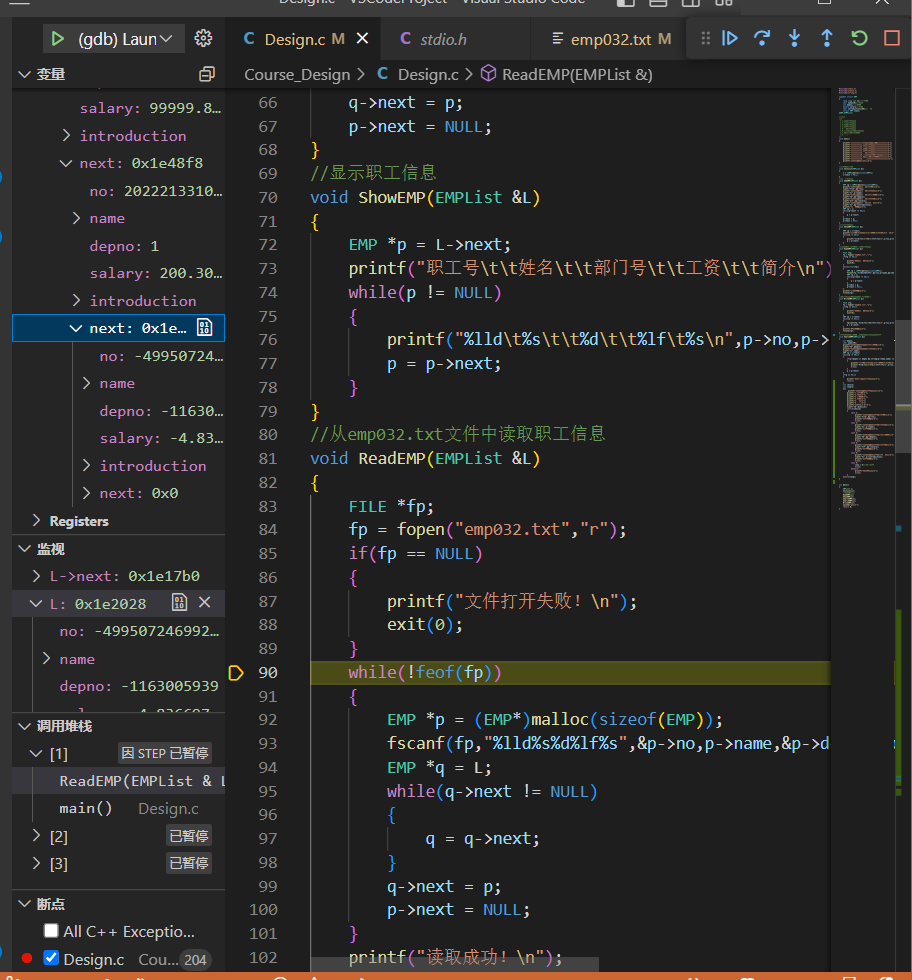 Design.c - VSCodeProject - Visual Studio Code
(gdb) Laun
C Design.c M
C stdio.h
emp032.txt M
变量
Course_Design > C Design.c > ReadEMP(EMPList &)
salary: 99999.8…
introduction
next: 0x1e48f8
no: 2022213310…
name
depno: 1
salary: 200.30…
introduction
next: 0x1e…
no: -49950724…
name
depno: -11630…
salary: -4.83…
introduction
next: 0x0
Registers
监视
L->next: 0x1e17b0
L: 0x1e2028
no: -499507246992…
name
depno: -1163005939
调用堆栈
[1] 因 STEP 已暂停
ReadEMP(EMPList & L
main() Design.c
[2] 已暂停
[3] 已暂停
断点
All C++ Exceptio…
Design.c Cou… 204
66 q->next = p;
67 p->next = NULL;
68 }
69 //显示职工信息
70 void ShowEMP(EMPList &L)
71 {
72 EMP *p = L->next;
73 printf("职工号\t\t姓名\t\t部门号\t\t工资\t\t简介\n")
74 while(p != NULL)
75 {
76 printf("%lld\t%s\t\t%d\t\t%lf\t%s\n",p->no,p->
77 p = p->next;
78 }
79 }
80 //从emp032.txt文件中读取职工信息
81 void ReadEMP(EMPList &L)
82 {
83 FILE *fp;
84 fp = fopen("emp032.txt","r");
85 if(fp == NULL)
86 {
87 printf("文件打开失败！\n");
88 exit(0);
89 }
90 while(!feof(fp))
91 {
92 EMP *p = (EMP*)malloc(sizeof(EMP));
93 fscanf(fp,"%lld%s%d%lf%s",&p->no,p->name,&p->d
94 EMP *q = L;
95 while(q->next != NULL)
96 {
97 q = q->next;
98 }
99 q->next = p;
100 p->next = NULL;
101 }
102 printf("读取成功！\n");